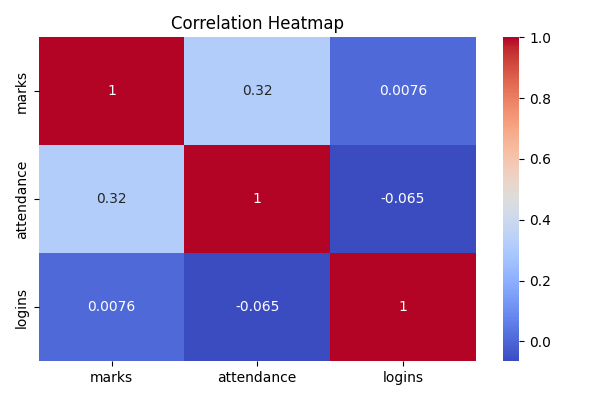 Correlation Heatmap
marks
1
0.32
0.0076
attendance
0.32
1
-0.065
logins
0.0076
-0.065
1
marks
attendance
logins
1.0
0.8
0.6
0.4
0.2
0.0